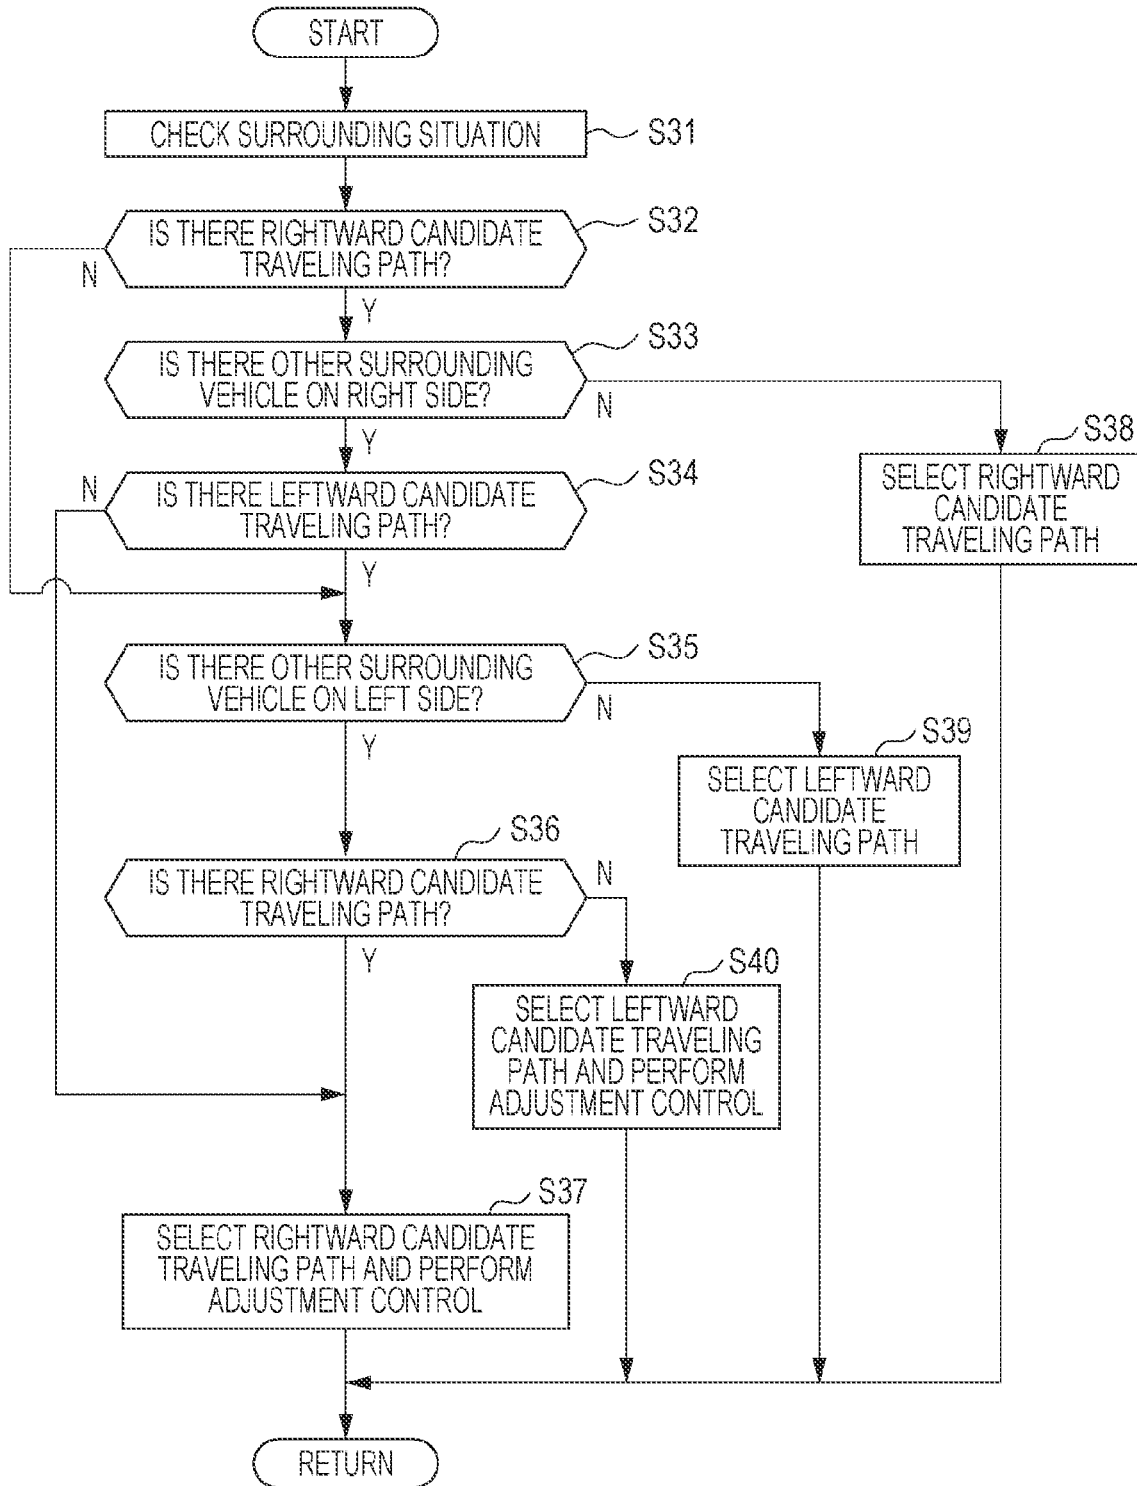 START
CHECK SURROUNDING SITUATION
S31
IS THERE RIGHTWARD CANDIDATE
TRAVELING PATH?
S32
N
Y
IS THERE OTHER SURROUNDING
VEHICLE ON RIGHT SIDE?
S33
N
Y
S38
SELECT RIGHTWARD
CANDIDATE
TRAVELING PATH
N
IS THERE LEFTWARD CANDIDATE
TRAVELING PATH?
S34
Y
IS THERE OTHER SURROUNDING
VEHICLE ON LEFT SIDE?
S35
N
Y
S39
SELECT LEFTWARD
CANDIDATE
TRAVELING PATH
S36
IS THERE RIGHTWARD CANDIDATE
TRAVELING PATH?
N
Y
S40
SELECT LEFTWARD
CANDIDATE TRAVELING
PATH AND PERFORM
ADJUSTMENT CONTROL
S37
SELECT RIGHTWARD CANDIDATE
TRAVELING PATH AND PERFORM
ADJUSTMENT CONTROL
RETURN